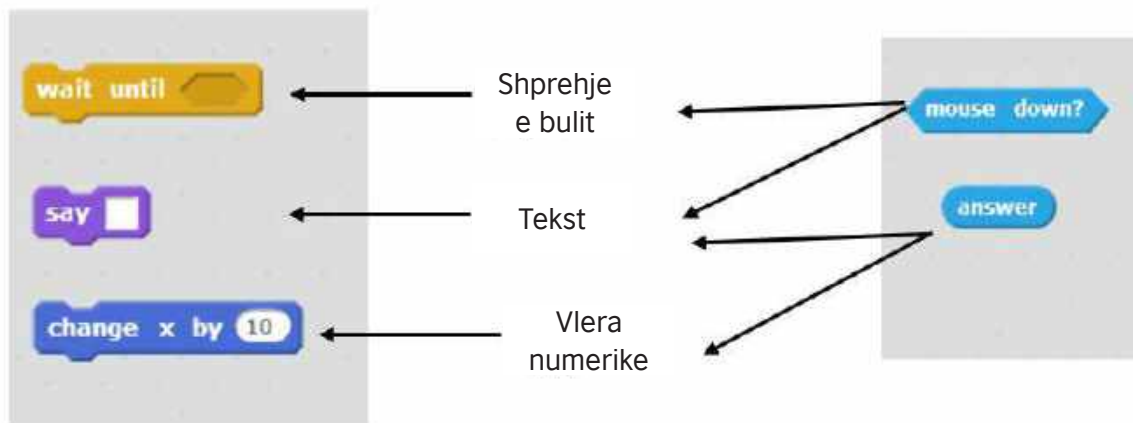 wait until
Shprehje
e bulit
mouse down?
say
Tekst
answer
change x by 10
Vlera
numerike